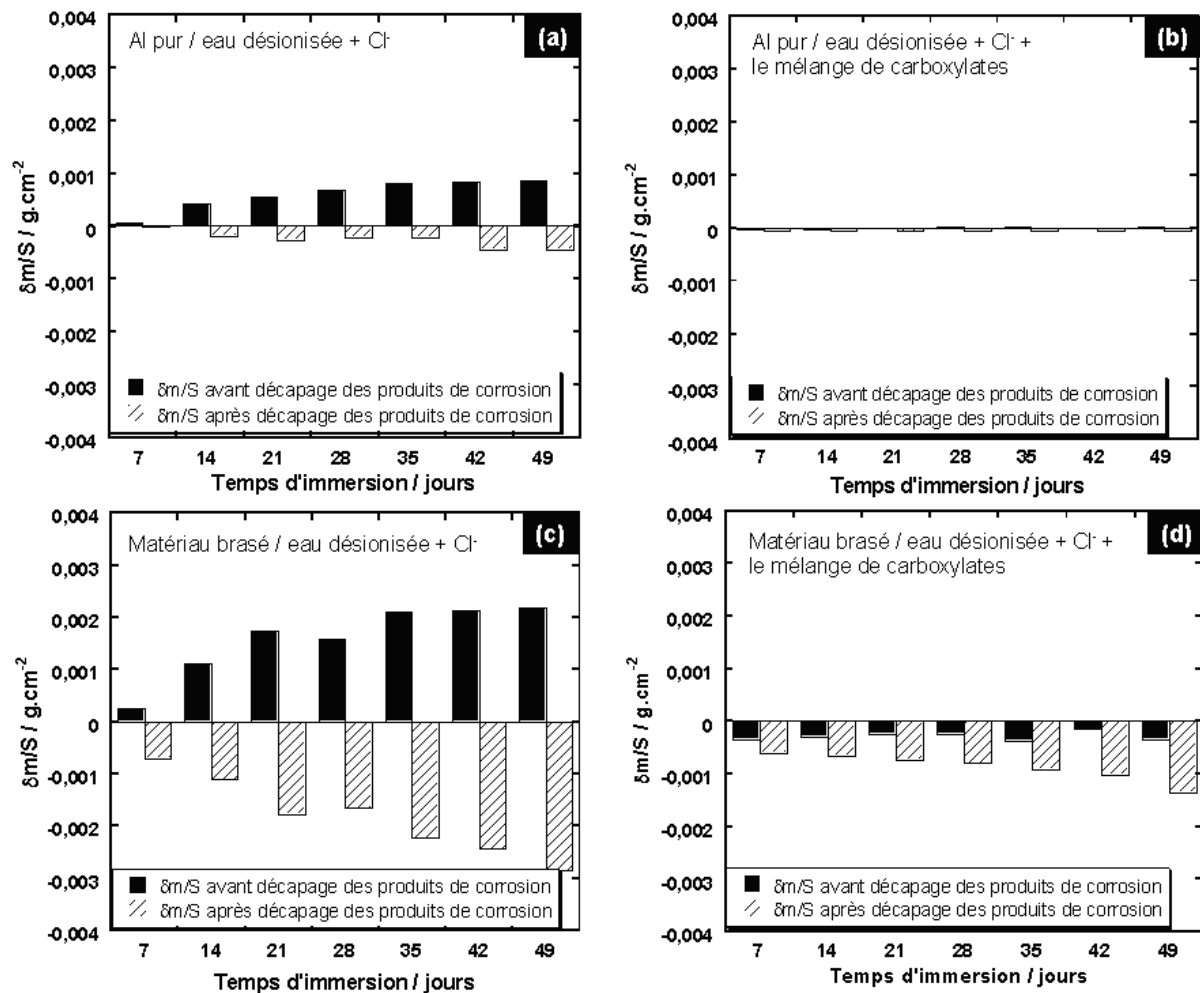 (a)
Al pur / eau désionisée + Cl-
0,004
0,003
0,002
0,001
0
-0,001
-0,002
-0,003
-0,004
δm/S / g.cm-2
δm/S avant décapage des produits de corrosion
δm/S après décapage des produits de corrosion
7 14 21 28 35 42 49
Temps d'immersion / jours
(b)
Al pur / eau désionisée + Cl- +
le mélange de carboxylates
0,004
0,003
0,002
0,001
0
-0,001
-0,002
-0,003
-0,004
δm/S / g.cm-2
δm/S avant décapage des produits de corrosion
δm/S après décapage des produits de corrosion
7 14 21 28 35 42 49
Temps d'immersion / jours
(c)
Matériau brasé / eau désionisée + Cl-
0,004
0,003
0,002
0,001
0
-0,001
-0,002
-0,003
-0,004
δm/S / g.cm-2
δm/S avant décapage des produits de corrosion
δm/S après décapage des produits de corrosion
7 14 21 28 35 42 49
Temps d'immersion / jours
(d)
Matériau brasé / eau désionisée + Cl- +
le mélange de carboxylates
0,004
0,003
0,002
0,001
0
-0,001
-0,002
-0,003
-0,004
δm/S / g.cm-2
δm/S avant décapage des produits de corrosion
δm/S après décapage des produits de corrosion
7 14 21 28 35 42 49
Temps d'immersion / jours